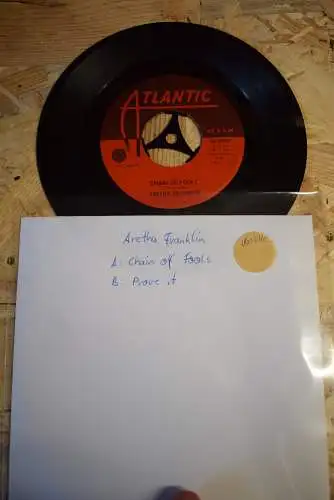 ATLANTIC
CHAIN OF FOOLS
ARETHA FRANKLIN
Aretha Franklin
A: Chain of Fools
B: Prove it